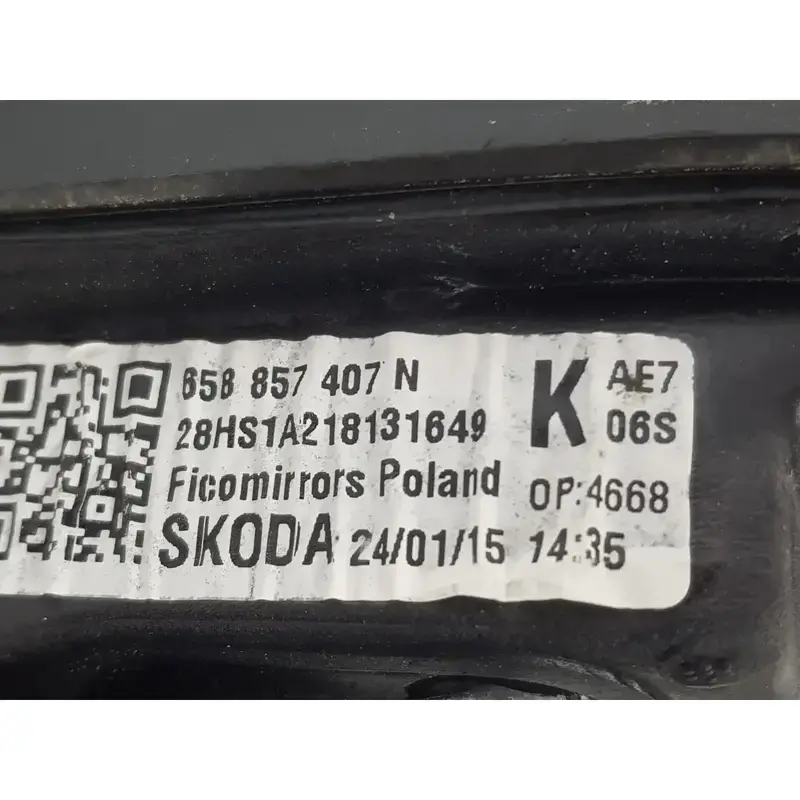 658 857 407 N
28HS1A218131649
Ficomirrors Poland
SKODA 24/01/15 14:35
K
AE7
06S
OP:4668